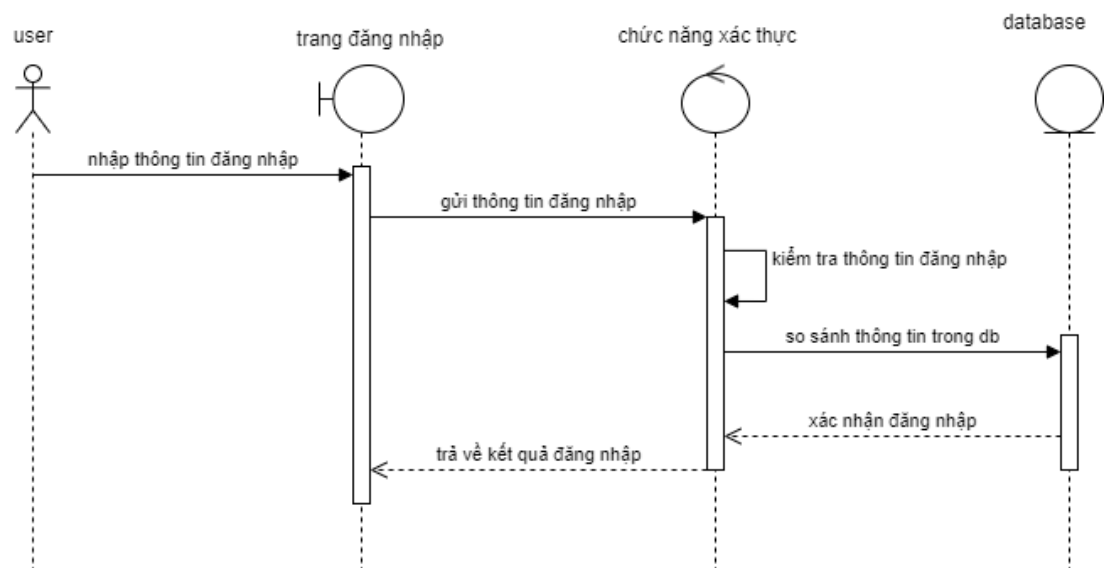 user
trang đăng nhập
chức năng xác thực
database
nhập thông tin đăng nhập
gửi thông tin đăng nhập
kiểm tra thông tin đăng nhập
so sánh thông tin trong db
xác nhận đăng nhập
trả về kết quả đăng nhập